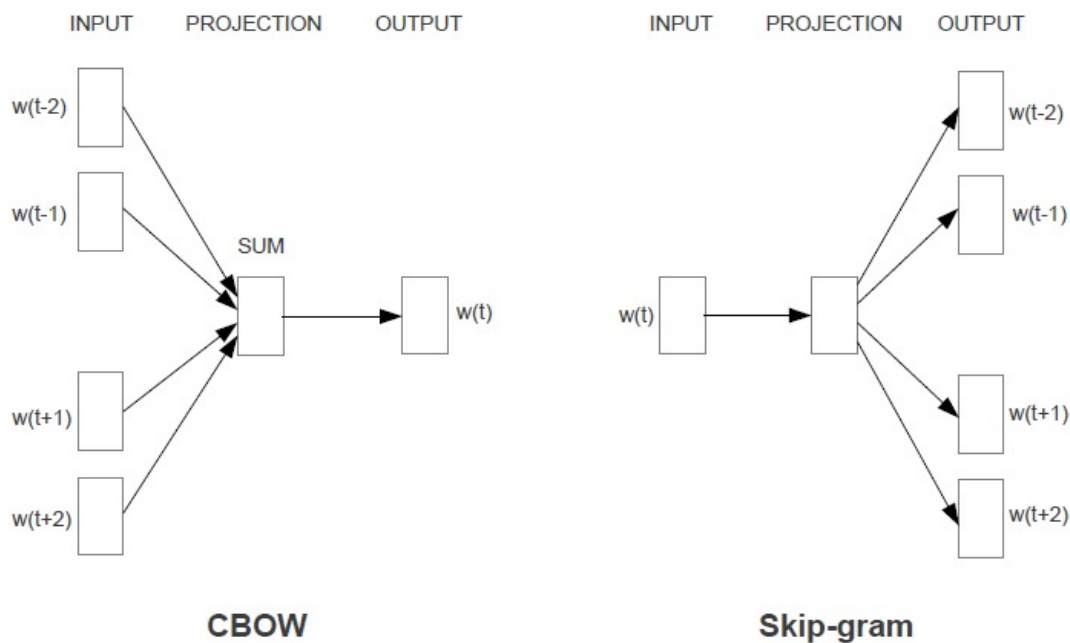 INPUT PROJECTION OUTPUT
w(t-2)
w(t-1)
SUM
w(t)
w(t+1)
w(t+2)
CBOW
INPUT PROJECTION OUTPUT
w(t-2)
w(t-1)
w(t)
w(t+1)
w(t+2)
Skip-gram